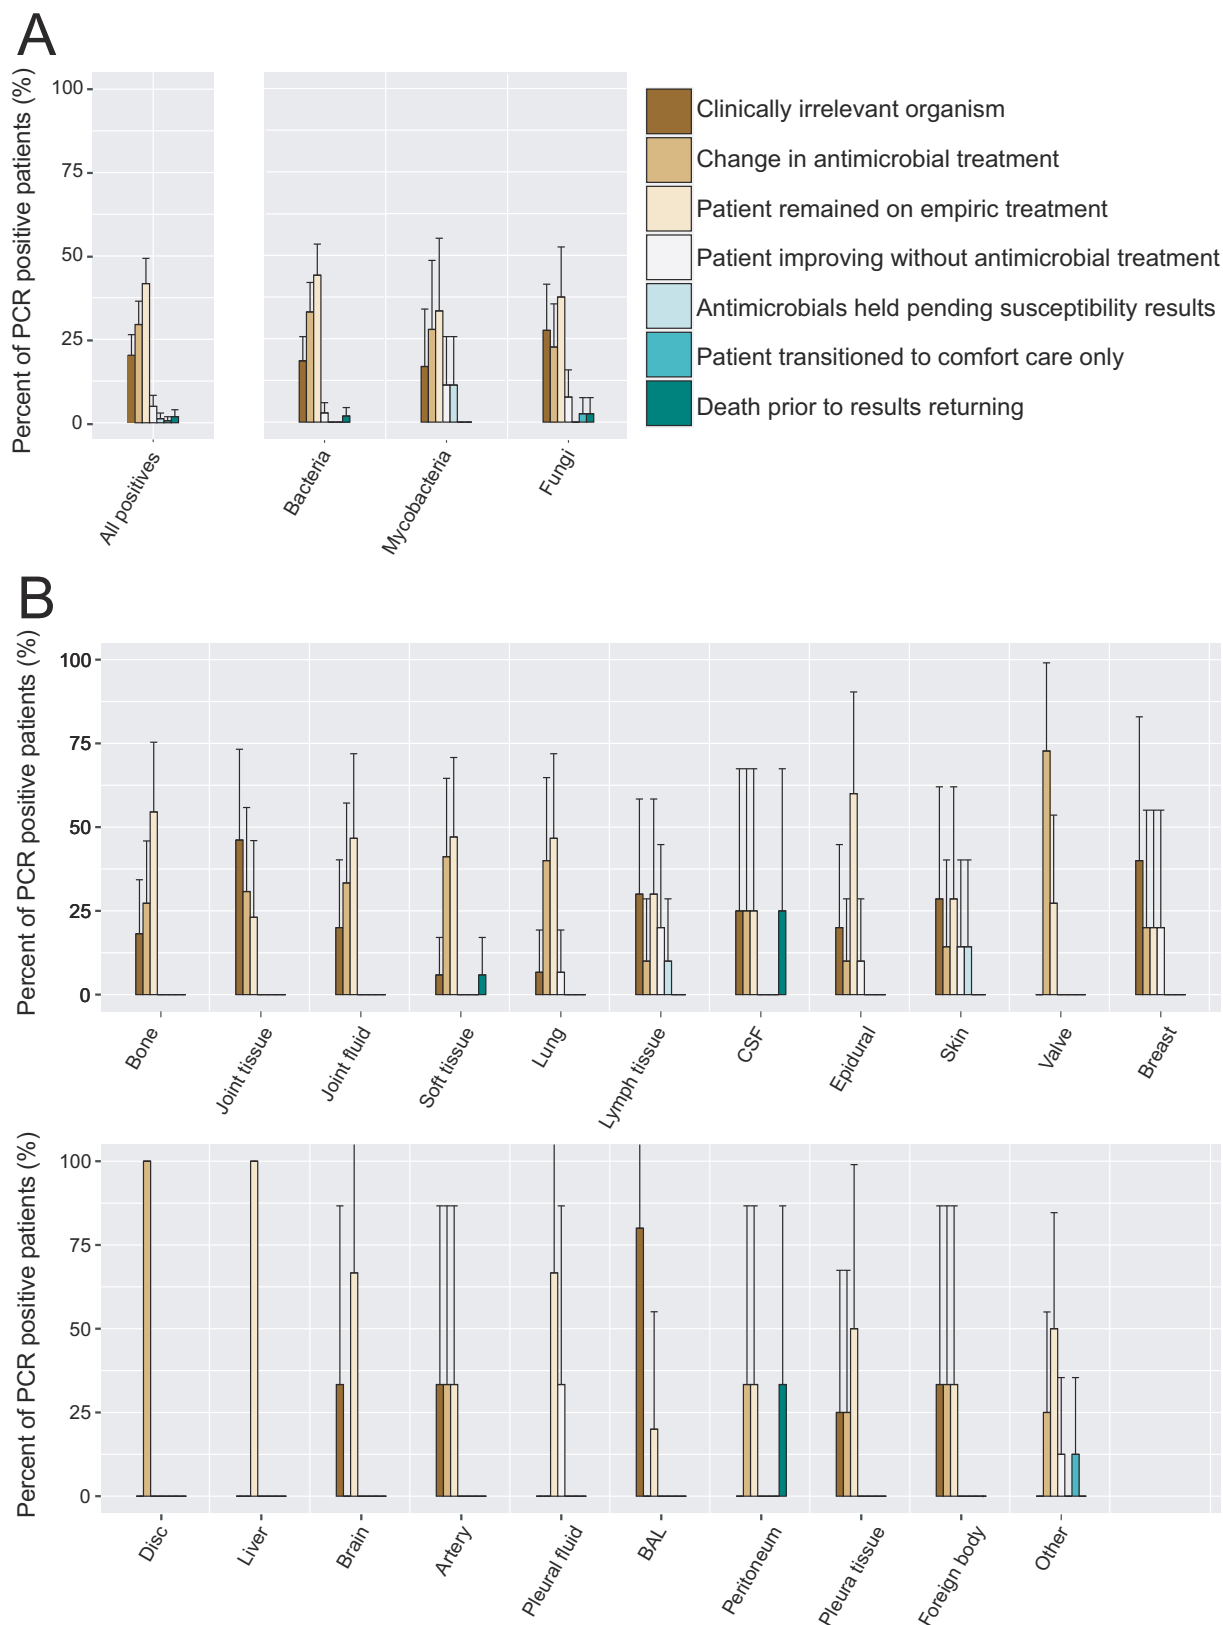 A
Percent of PCR positive patients (%)
100
75
50
25
0
All positives
Bacteria
Mycobacteria
Fungi
Clinically irrelevant organism
Change in antimicrobial treatment
Patient remained on empiric treatment
Patient improving without antimicrobial treatment
Antimicrobials held pending susceptibility results
Patient transitioned to comfort care only
Death prior to results returning
B
Percent of PCR positive patients (%)
100
75
50
25
0
Bone
Joint tissue
Joint fluid
Soft tissue
Lung
Lymph tissue
CSF
Epidural
Skin
Valve
Breast
Percent of PCR positive patients (%)
100
75
50
25
0
Disc
Liver
Brain
Artery
Pleural fluid
BAL
Peritoneum
Pleura tissue
Foreign body
Other